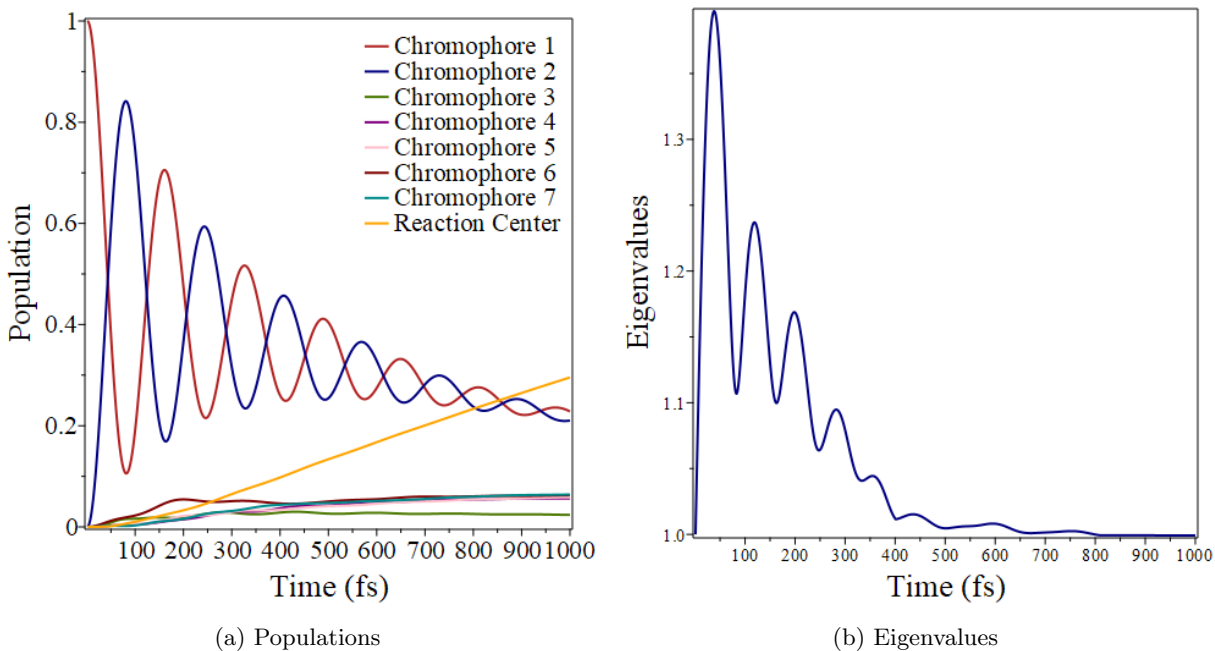 1
0.8
0.6
0.4
0.2
0
Population
Chromophore 1
Chromophore 2
Chromophore 3
Chromophore 4
Chromophore 5
Chromophore 6
Chromophore 7
Reaction Center
100 200 300 400 500 600 700 800 900 1000
Time (fs)
(a) Populations
1.3
1.2
1.1
1.0
Eigenvalues
100 200 300 400 500 600 700 800 900 1000
Time (fs)
(b) Eigenvalues